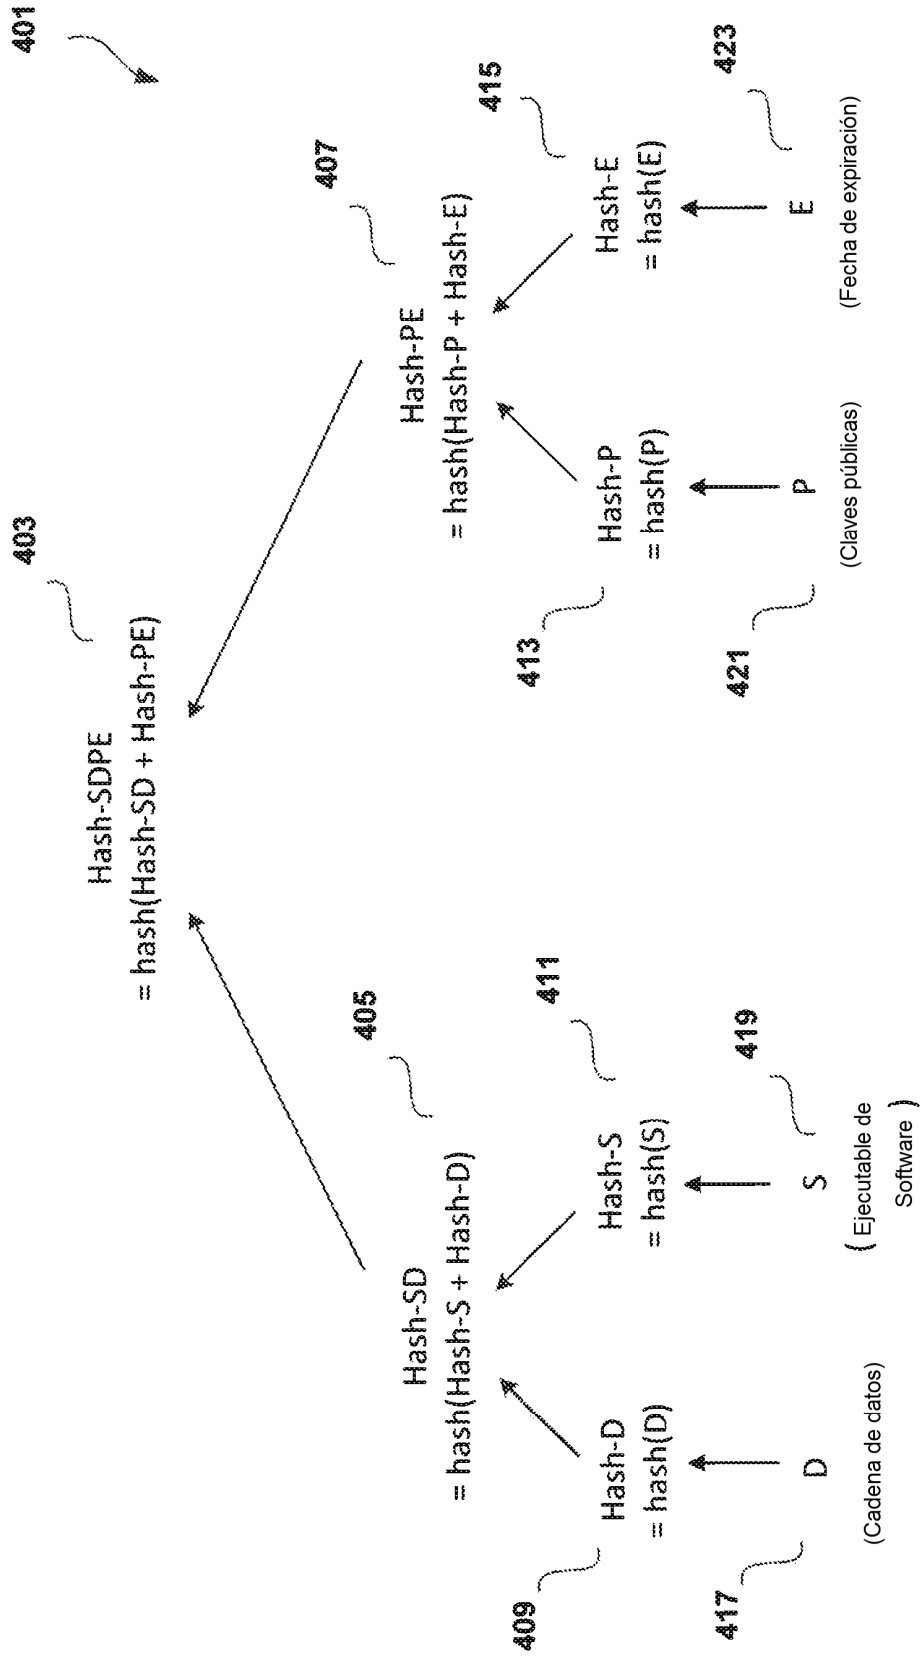 401
403
Hash-SDPE
= hash(Hash-SD + Hash-PE)
405
407
Hash-SD
= hash(Hash-S + Hash-D)
Hash-PE
= hash(Hash-P + Hash-E)
409
411
413
415
Hash-D
= hash(D)
Hash-S
= hash(S)
Hash-P
= hash(P)
Hash-E
= hash(E)
417
419
421
423
D
(Cadena de datos)
S
( Ejecutable de
Software )
P
(Claves públicas)
E
(Fecha de expiración)